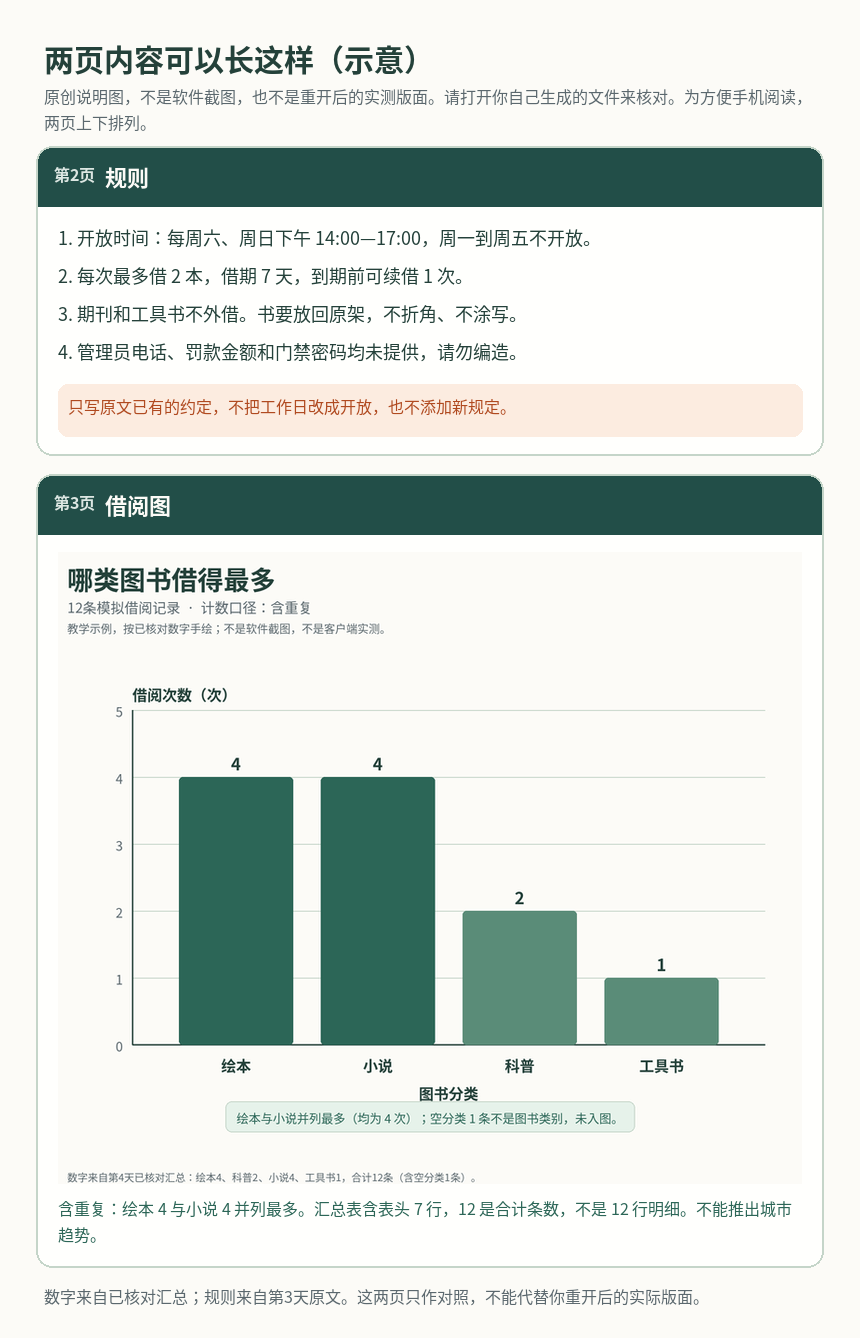 两页内容可以长这样（示意）
原创说明图，不是软件截图，也不是重开后的实测版面。请打开你自己生成的文件来核对。为方便手机阅读，
两页上下排列。
第2页 规则
1. 开放时间：每周六、周日下午 14:00—17:00，周一到周五不开放。
2. 每次最多借 2 本，借期 7 天，到期前可续借 1 次。
3. 期刊和工具书不外借。书要放回原架，不折角、不涂写。
4. 管理员电话、罚款金额和门禁密码均未提供，请勿编造。
只写原文已有的约定，不把工作日改成开放，也不添加新规定。
第3页 借阅图
哪类图书借得最多
12条模拟借阅记录 · 计数口径：含重复
教学示例，按已核对数字手绘；不是软件截图，不是客户端实测。
借阅次数（次）
5
4
3
2
1
0
4
4
2
1
绘本
小说
科普
工具书
图书分类
绘本与小说并列最多（均为 4 次）；空分类 1 条不是图书类别，未入图。
数字来自第4天已核对汇总：绘本4、科普2、小说4、工具书1，合计12条（含空分类1条）。
含重复：绘本 4 与小说 4 并列最多。汇总表含表头 7 行，12 是合计条数，不是 12 行明细。不能推出城市
趋势。
数字来自已核对汇总；规则来自第3天原文。这两页只作对照，不能代替你重开后的实际版面。